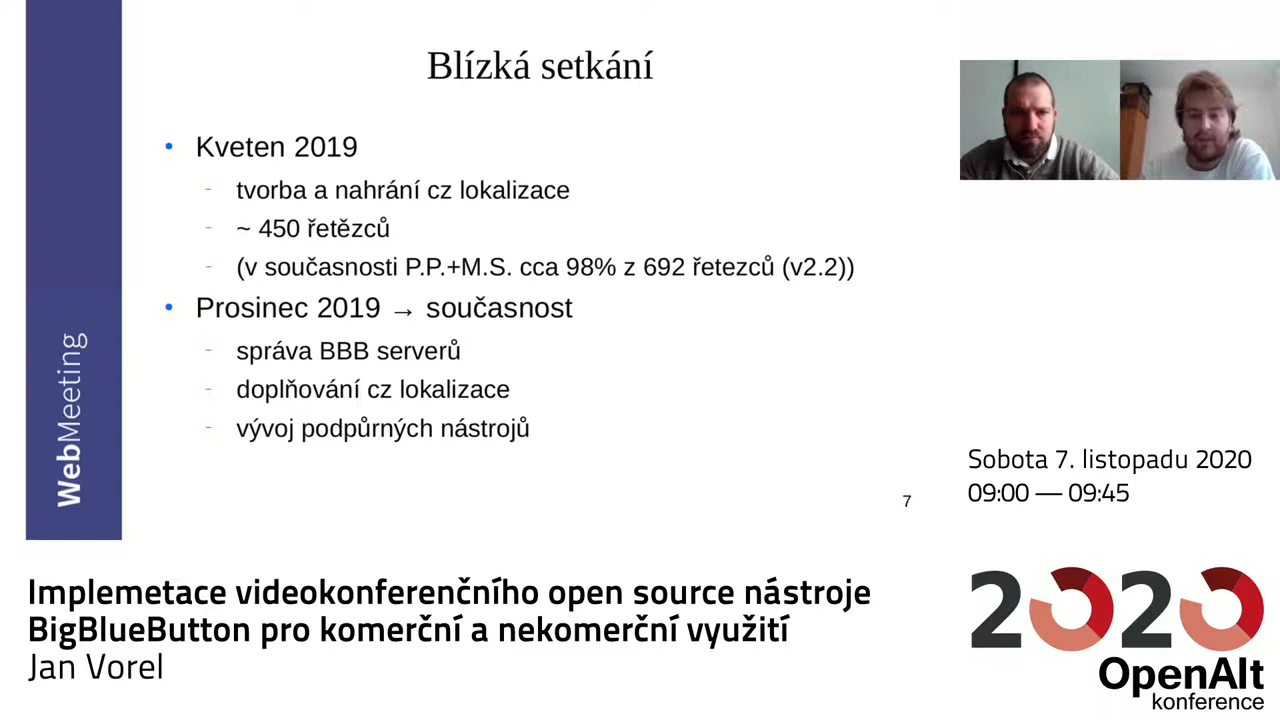 Blízká setkání
• Kveten 2019
- tvorba a nahrání cz lokalizace
- ~ 450 řetězců
- (v současnosti P.P.+M.S. cca 98% z 692 řetezců (v2.2))
• Prosinec 2019 → současnost
- správa BBB serverů
- doplňování cz lokalizace
- vývoj podpůrných nástrojů
7
WebMeeting
Sobota 7. listopadu 2020
09:00 — 09:45
Implemetace videokonferenčního open source nástroje
BigBlueButton pro komerční a nekomerční využití
Jan Vorel
2020
OpenAlt
konference